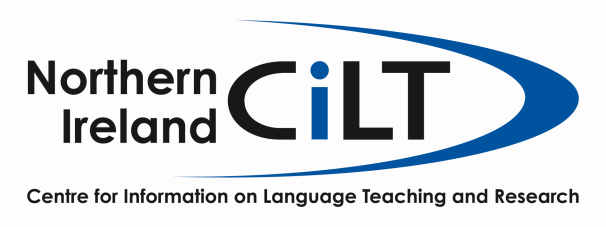 Northern
Ireland
CiLT
Centre for Information on Language Teaching and Research